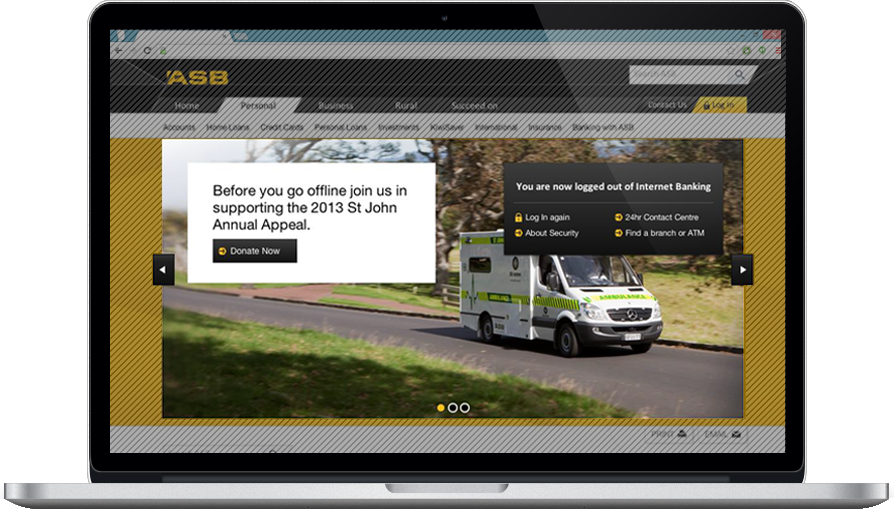 ASB
Search ASB
Home Personal Business Rural Succeed on
Contact Us Log In
Accounts Home Loans Credit Cards Personal Loans Investments KiwiSaver International Insurance Banking with ASB
Before you go offline join us in
supporting the 2013 St John
Annual Appeal.
Donate Now
You are now logged out of Internet Banking
Log In again
24hr Contact Centre
About Security
Find a branch or ATM
AMBULANCE
PRINT EMAIL